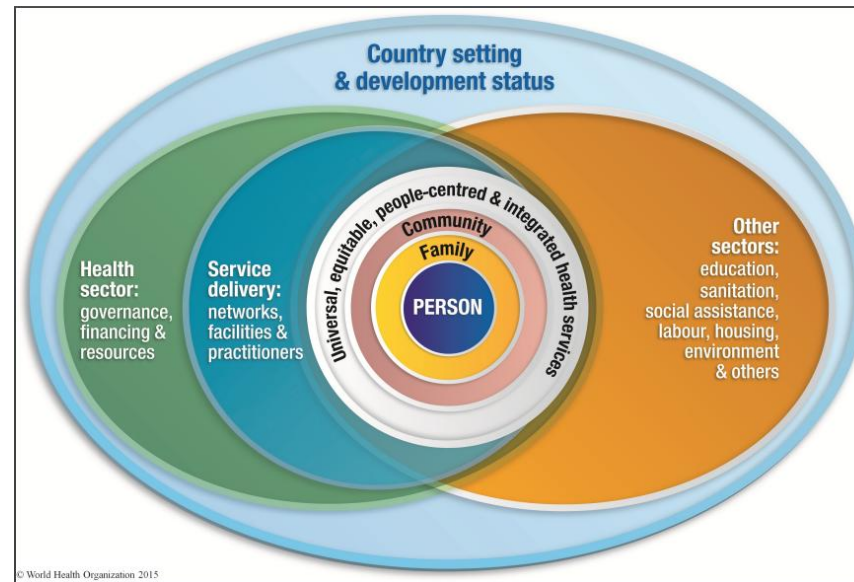 Country setting
& development status
Universal, equitable, people-centred & integrated health services
Community
Family
PERSON
Health
sector:
governance,
financing &
resources
Service
delivery:
networks,
facilities &
practitioners
Other
sectors:
education,
sanitation,
social assistance,
labour, housing,
environment
& others
© World Health Organization 2015